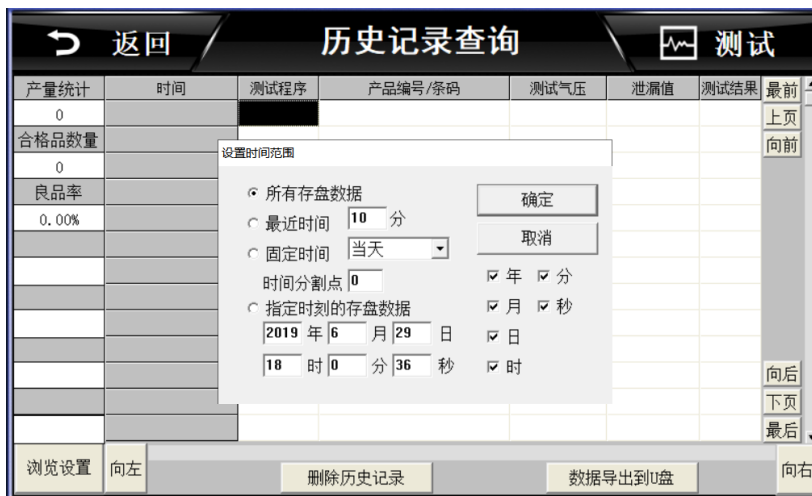 返回
历史记录查询
测试
产量统计 时间 测试程序 产品编号/条码 测试气压 泄漏值 测试结果 最前
0
上页
合格品数量
向前
0
良品率
0.00%
设置时间范围
所有存盘数据
确定
最近时间 10 分
取消
固定时间 当天
时间分割点 0
年 分
指定时刻的存盘数据
月 秒
2019 年 6 月 29 日
日
18 时 0 分 36 秒
时
向后
下页
最后
浏览设置 向左 删除历史记录 数据导出到U盘 向右